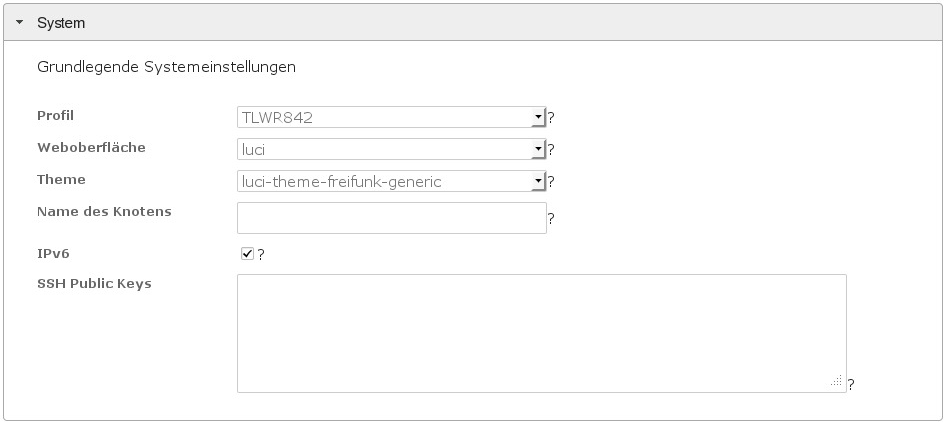 System
Grundlegende Systemeinstellungen
Profil TLWR842 ?
Weboberfläche luci ?
Theme luci-theme-freifunk-generic ?
Name des Knotens ?
IPv6 ?
SSH Public Keys ?